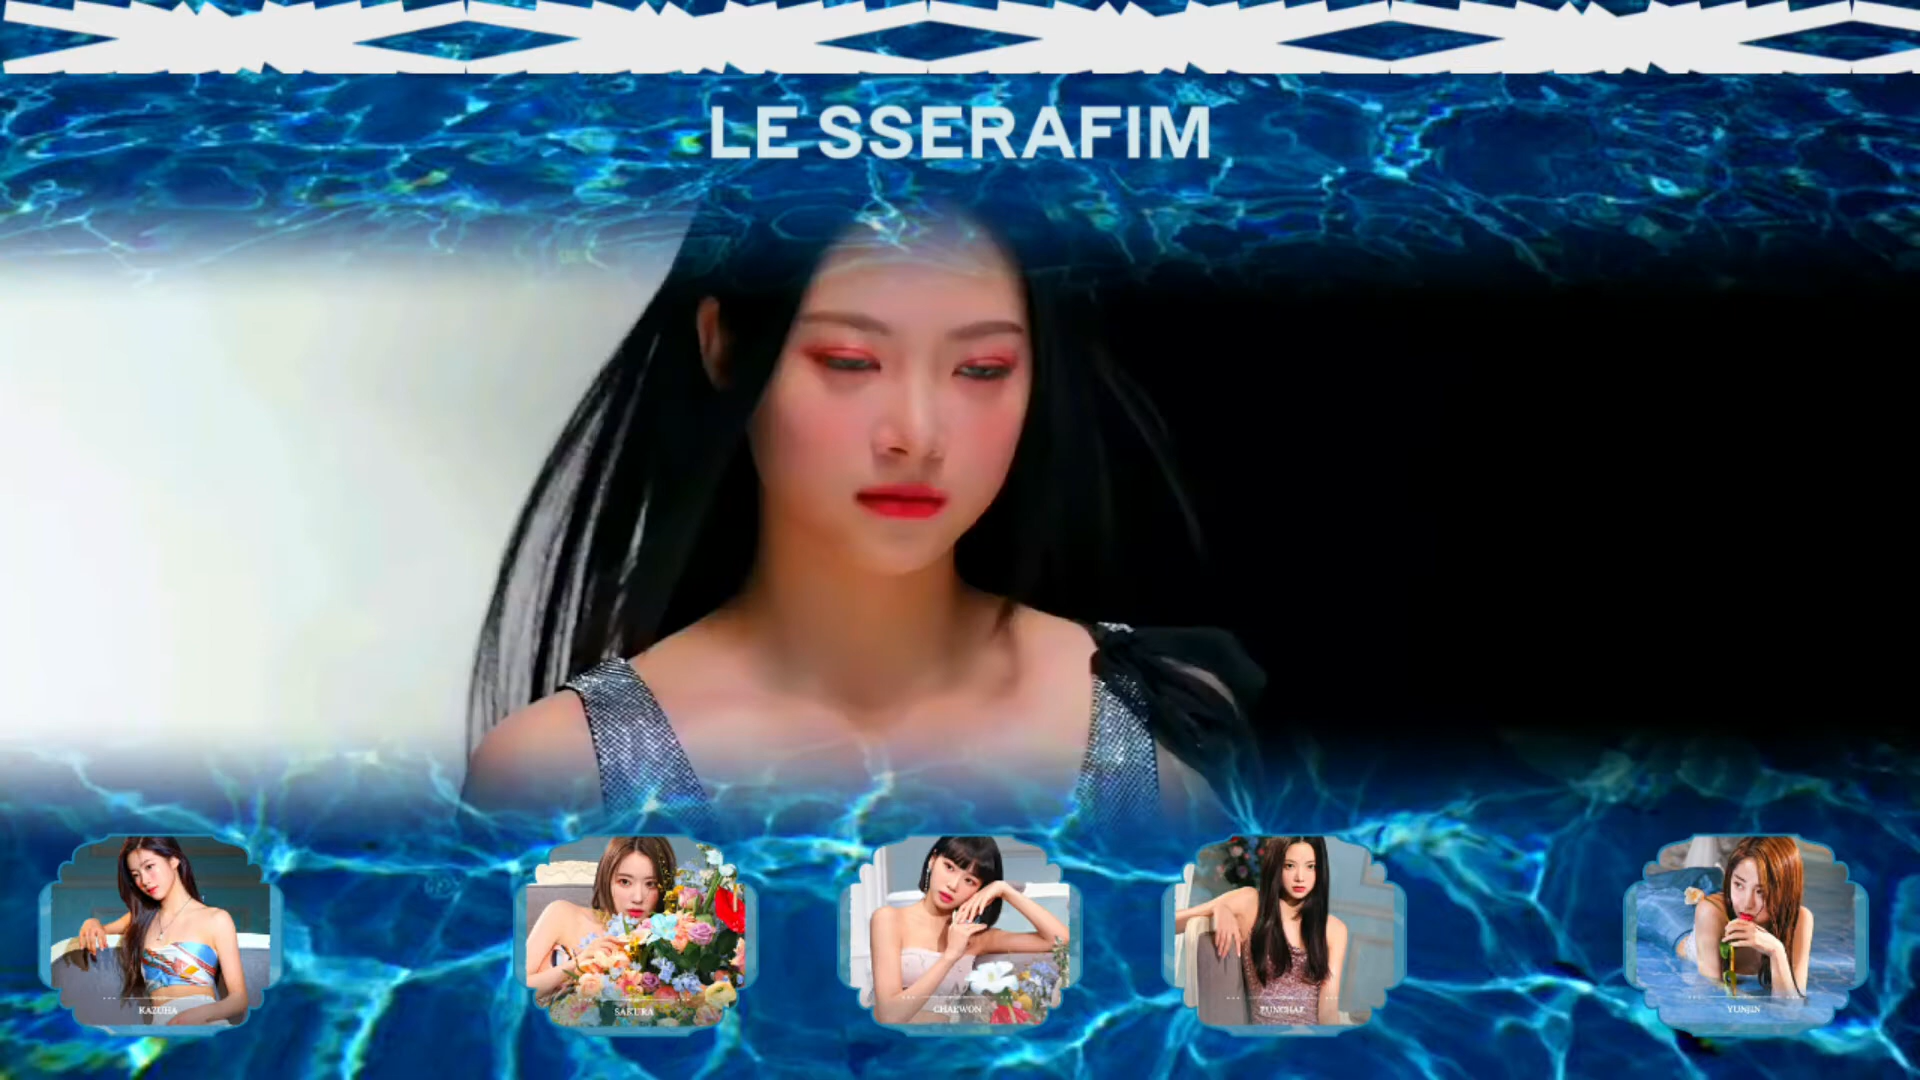 LE SSERAFIM
KAZUHA
SAKURA
CHAEWON
EUNCHAE
YUNJIN